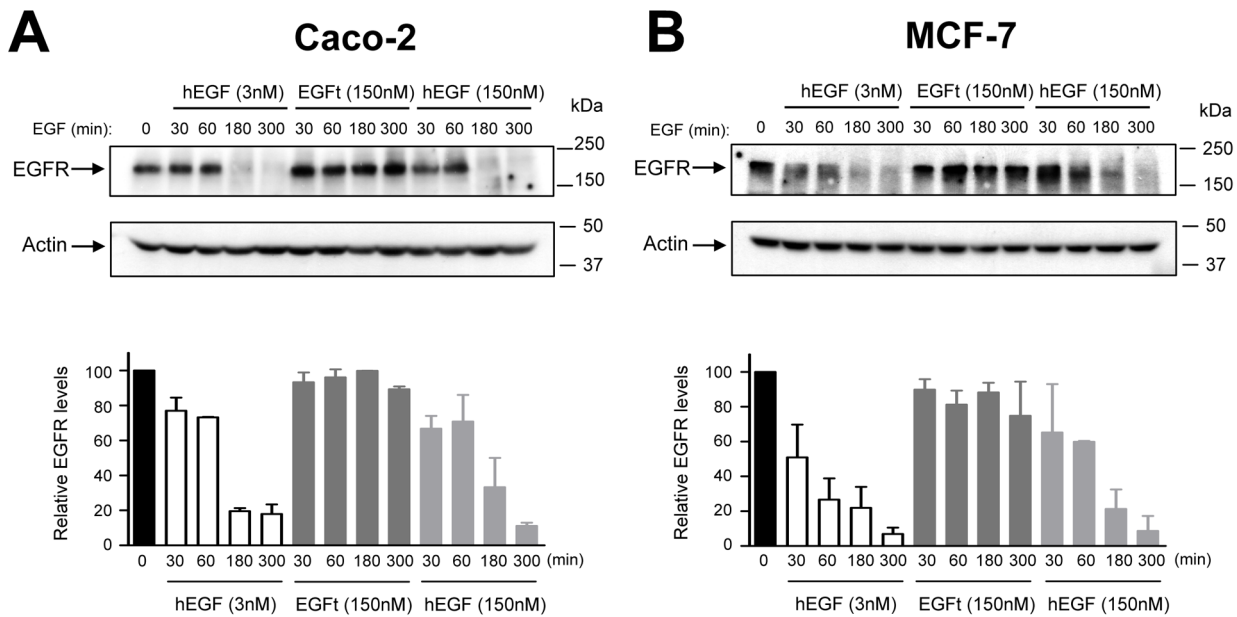 A
Caco-2
hEGF (3nM) EGFt (150nM) hEGF (150nM)
kDa
EGF (min): 0 30 60 180 300 30 60 180 300 30 60 180 300
250
EGFR
150
50
Actin
37
Relative EGFR levels
100
80
60
40
20
0
0 30 60 180 300 30 60 180 300 30 60 180 300 (min)
hEGF (3nM) EGFt (150nM) hEGF (150nM)
B
MCF-7
hEGF (3nM) EGFt (150nM) hEGF (150nM)
kDa
EGF (min): 0 30 60 180 300 30 60 180 300 30 60 180 300
250
EGFR
150
50
Actin
37
Relative EGFR levels
100
80
60
40
20
0
0 30 60 180 300 30 60 180 300 30 60 180 300 (min)
hEGF (3nM) EGFt (150nM) hEGF (150nM)